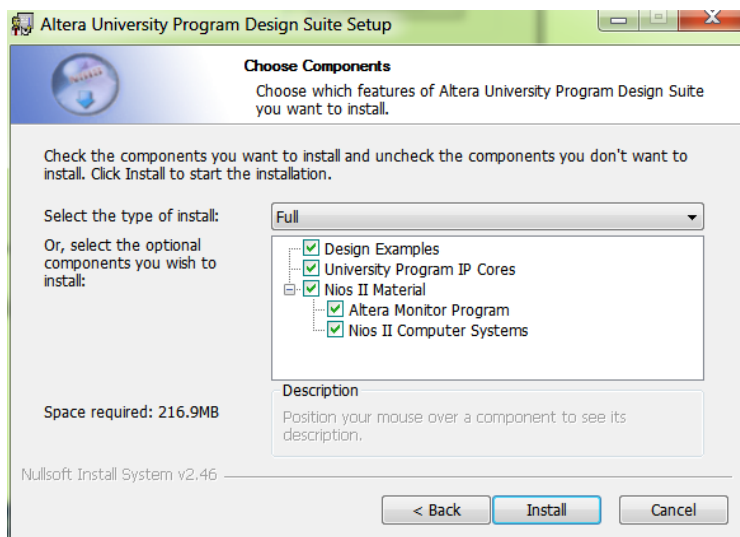 Altera University Program Design Suite Setup
Choose Components
Choose which features of Altera University Program Design Suite
you want to install.
Check the components you want to install and uncheck the components you don't want to
install. Click Install to start the installation.
Select the type of install:
Full
Or, select the optional
components you wish to
install:
Design Examples
University Program IP Cores
Nios II Material
Altera Monitor Program
Nios II Computer Systems
Space required: 216.9MB
Description
Position your mouse over a component to see its
description.
Nullsoft Install System v2.46
< Back
Install
Cancel